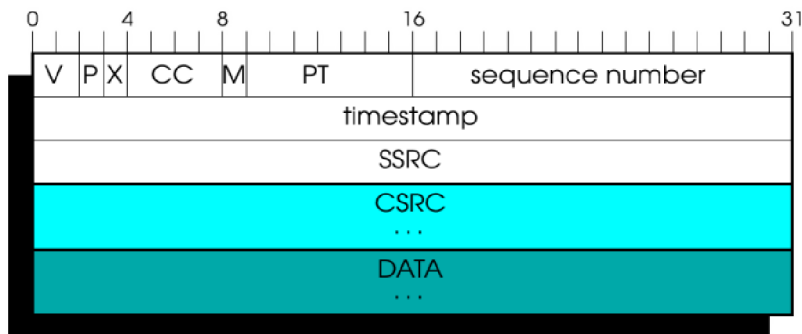 0 4 8 16 31
V P X CC M PT sequence number
timestamp
SSRC
CSRC
...
DATA
...